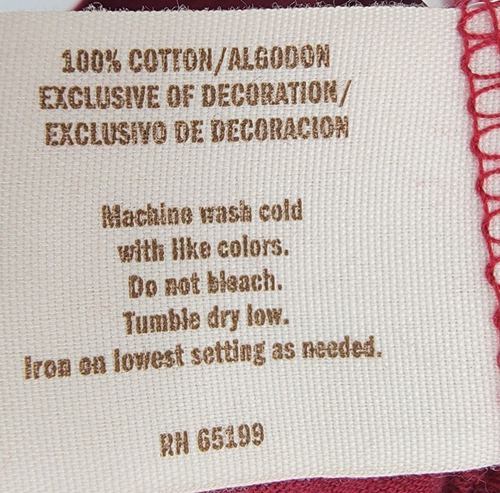 100% COTTON/ALGODON
EXCLUSIVE OF DECORATION/
EXCLUSIVO DE DECORACION
Machine wash cold
with like colors.
Do not bleach.
Tumble dry low.
Iron on lowest setting as needed.
RN 65199